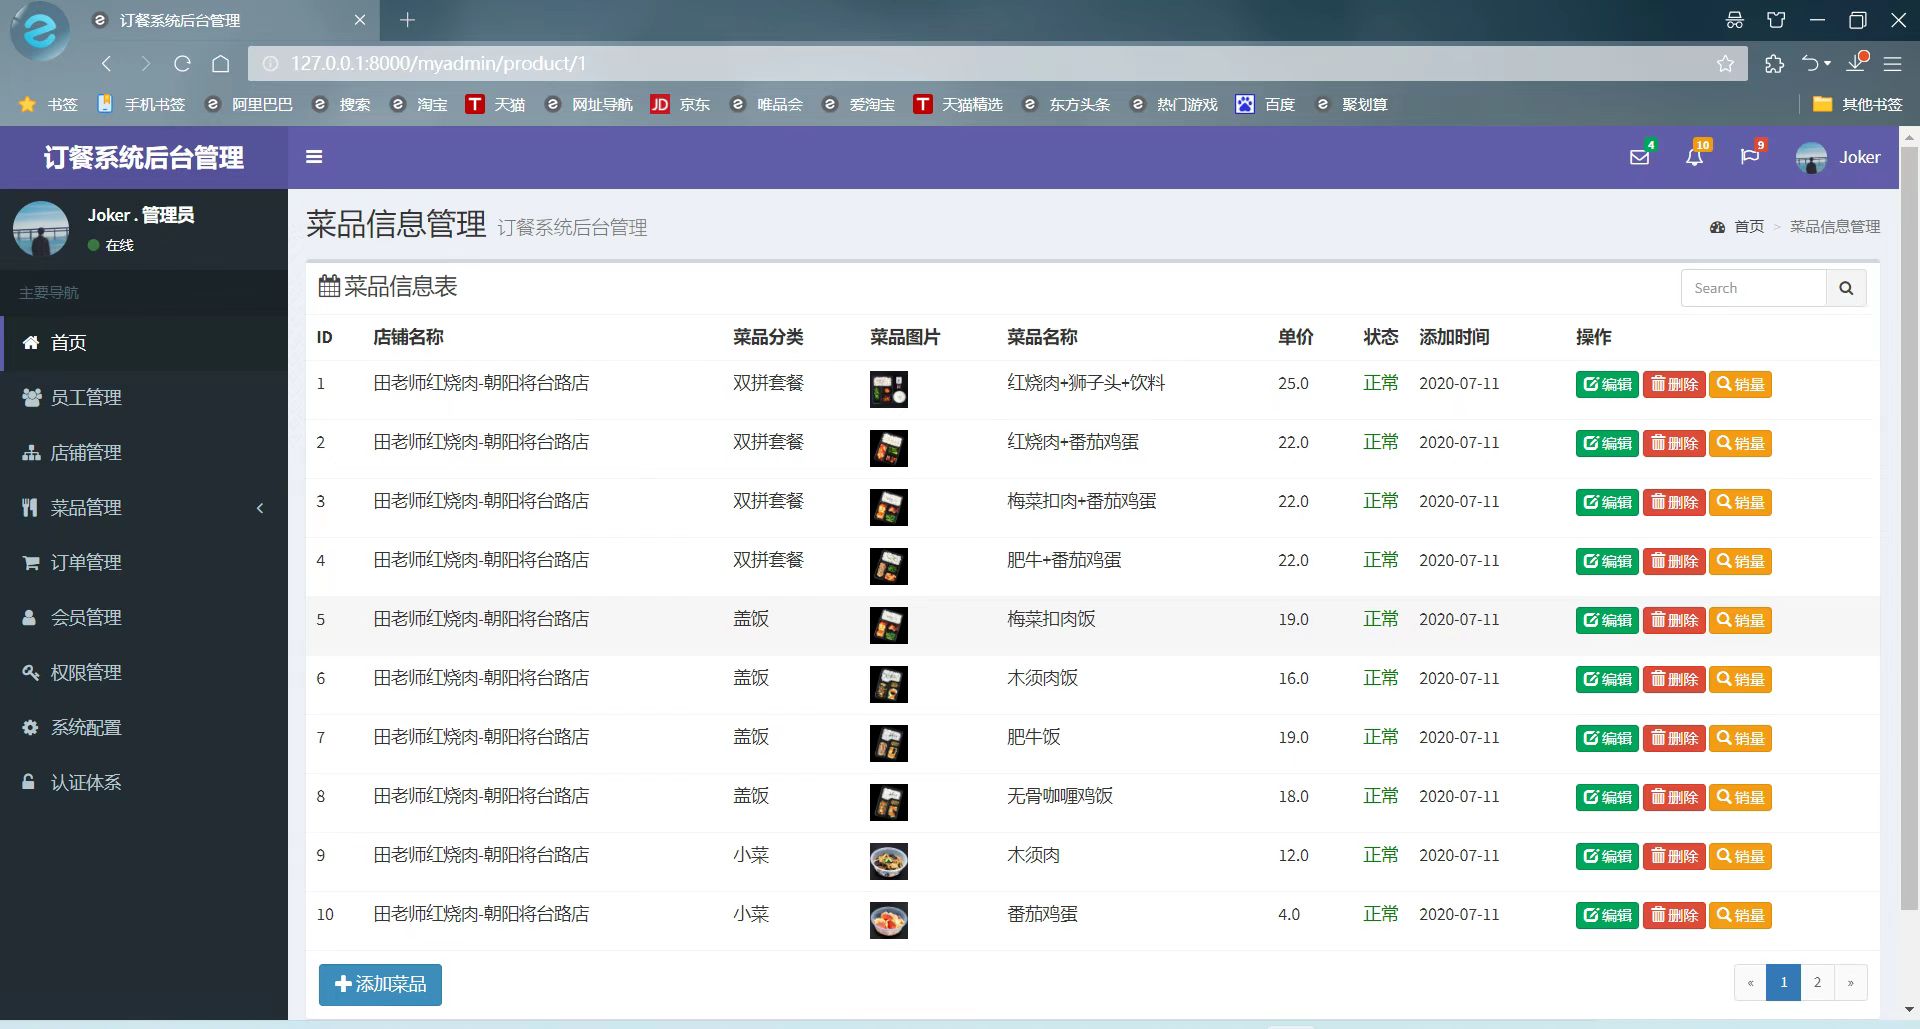 订餐系统后台管理
127.0.0.1:8000/myadmin/product/1
书签 手机书签 阿里巴巴 搜索 淘宝 T 天猫 网址导航 JD 京东 唯品会 爱淘宝 T 天猫精选 东方头条 热门游戏 百度 聚划算 其他书签
订餐系统后台管理 4 10 9 Joker
Joker . 管理员
在线
主要导航
首页
员工管理
店铺管理
菜品管理
订单管理
会员管理
权限管理
系统配置
认证体系
菜品信息管理 订餐系统后台管理 首页 > 菜品信息管理
菜品信息表 Search
ID 店铺名称 菜品分类 菜品图片 菜品名称 单价 状态 添加时间 操作
1 田老师红烧肉-朝阳将台路店 双拼套餐 红烧肉+狮子头+饮料 25.0 正常 2020-07-11 编辑 删除 销量
2 田老师红烧肉-朝阳将台路店 双拼套餐 红烧肉+番茄鸡蛋 22.0 正常 2020-07-11 编辑 删除 销量
3 田老师红烧肉-朝阳将台路店 双拼套餐 梅菜扣肉+番茄鸡蛋 22.0 正常 2020-07-11 编辑 删除 销量
4 田老师红烧肉-朝阳将台路店 双拼套餐 肥牛+番茄鸡蛋 22.0 正常 2020-07-11 编辑 删除 销量
5 田老师红烧肉-朝阳将台路店 盖饭 梅菜扣肉饭 19.0 正常 2020-07-11 编辑 删除 销量
6 田老师红烧肉-朝阳将台路店 盖饭 木须肉饭 16.0 正常 2020-07-11 编辑 删除 销量
7 田老师红烧肉-朝阳将台路店 盖饭 肥牛饭 19.0 正常 2020-07-11 编辑 删除 销量
8 田老师红烧肉-朝阳将台路店 盖饭 无骨咖喱鸡饭 18.0 正常 2020-07-11 编辑 删除 销量
9 田老师红烧肉-朝阳将台路店 小菜 木须肉 12.0 正常 2020-07-11 编辑 删除 销量
10 田老师红烧肉-朝阳将台路店 小菜 番茄鸡蛋 4.0 正常 2020-07-11 编辑 删除 销量
添加菜品 « 1 2 »